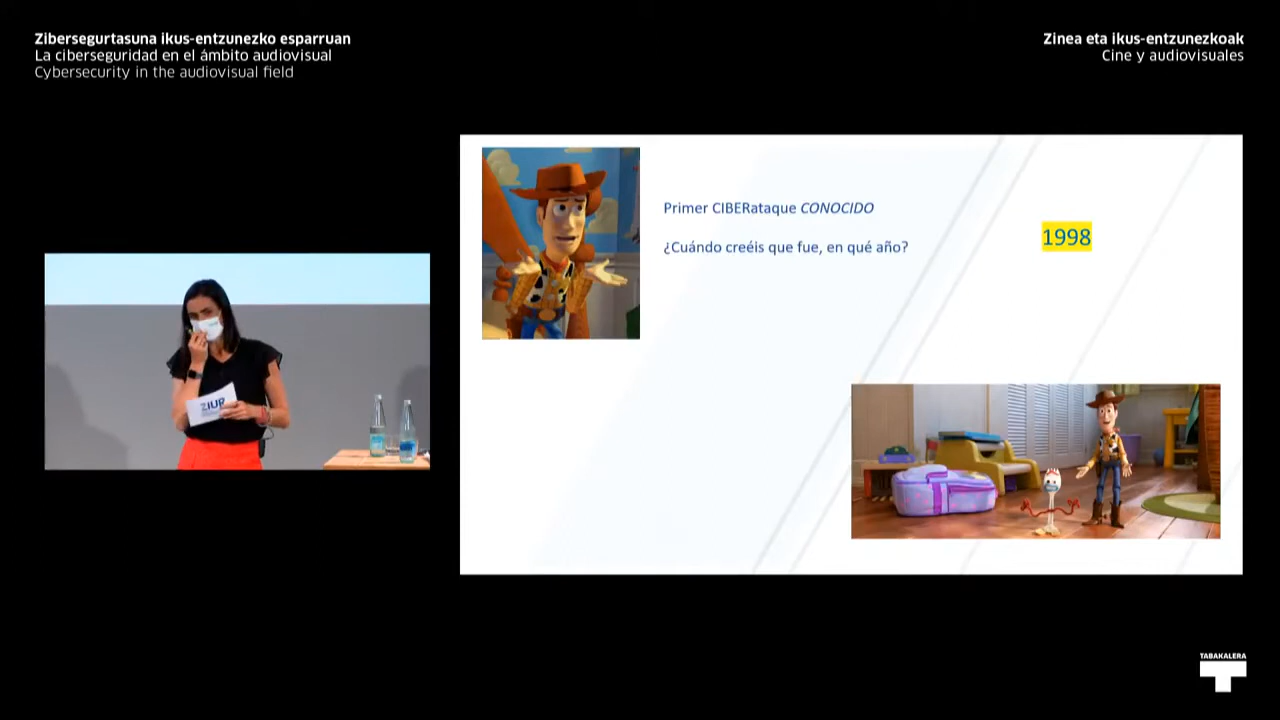 Zibersegurtasuna ikus-entzunezko esparruan
La ciberseguridad en el ámbito audiovisual
Cybersecurity in the audiovisual field
Zinea eta ikus-entzunezkoak
Cine y audiovisuales
Primer CIBERataque CONOCIDO
¿Cuándo creéis que fue, en qué año?
1998
ZIUR
TABAKALERA